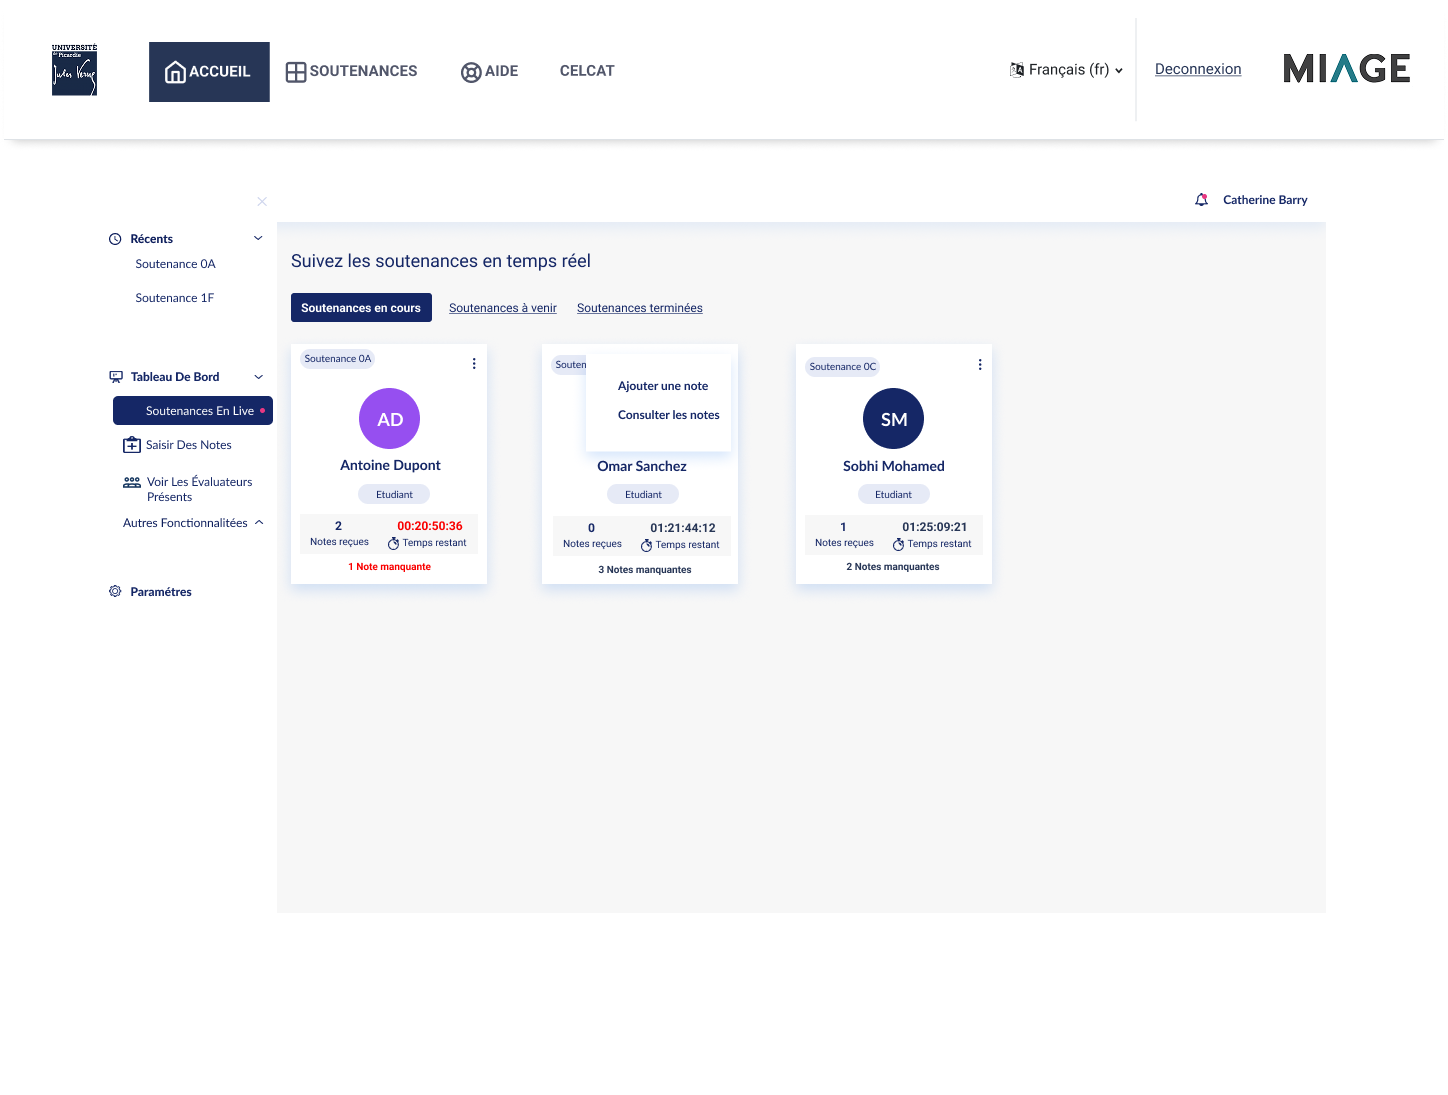 UNIVERSITÉ
de Picardie
Jules Verne
ACCUEIL
SOUTENANCES
AIDE
CELCAT
Français (fr)
Deconnexion
MIAGE
Catherine Barry
Récents
Soutenance 0A
Soutenance 1F
Tableau De Bord
Soutenances En Live
Saisir Des Notes
Voir Les Évaluateurs
Présents
Autres Fonctionnalitées
Paramétres
Suivez les soutenances en temps réel
Soutenances en cours
Soutenances à venir
Soutenances terminées
Soutenance 0A
AD
Antoine Dupont
Etudiant
2
00:20:50:36
Notes reçues
Temps restant
1 Note manquante
Souten
Ajouter une note
Consulter les notes
Omar Sanchez
Etudiant
0
01:21:44:12
Notes reçues
Temps restant
3 Notes manquantes
Soutenance 0C
SM
Sobhi Mohamed
Etudiant
1
01:25:09:21
Notes reçues
Temps restant
2 Notes manquantes